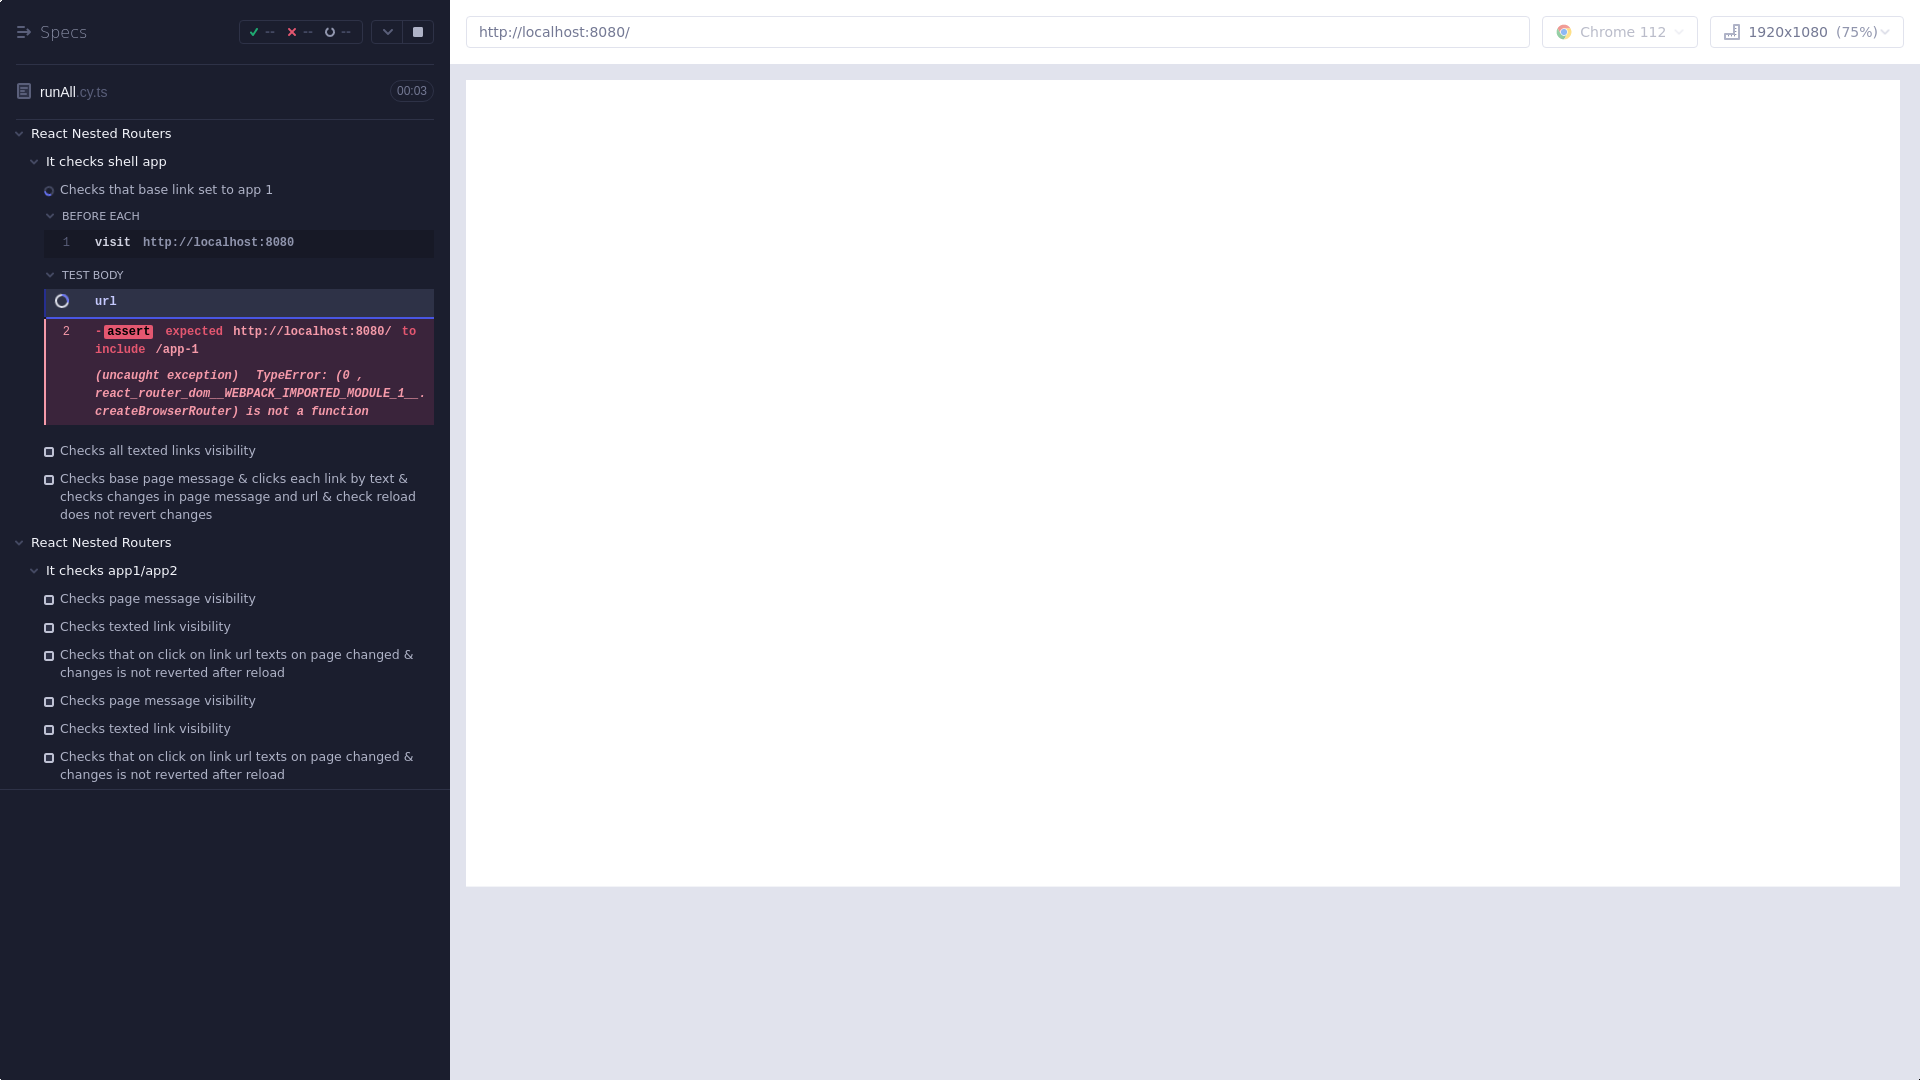 Specs
-- -- --
http://localhost:8080/
Chrome 112
1920x1080 (75%)
runAll.cy.ts
00:03
React Nested Routers
It checks shell app
Checks that base link set to app 1
BEFORE EACH
1 visit http://localhost:8080
TEST BODY
url
2 -assert expected http://localhost:8080/ to
include /app-1
(uncaught exception) TypeError: (0 ,
react_router_dom__WEBPACK_IMPORTED_MODULE_1__.
createBrowserRouter) is not a function
Checks all texted links visibility
Checks base page message & clicks each link by text &
checks changes in page message and url & check reload
does not revert changes
React Nested Routers
It checks app1/app2
Checks page message visibility
Checks texted link visibility
Checks that on click on link url texts on page changed &
changes is not reverted after reload
Checks page message visibility
Checks texted link visibility
Checks that on click on link url texts on page changed &
changes is not reverted after reload